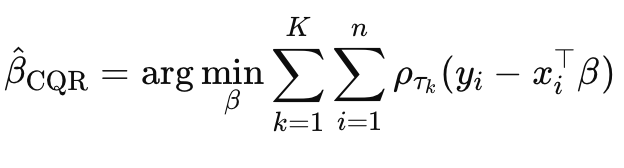 β̂_CQR = arg min_β ∑_{k=1}^{K} ∑_{i=1}^{n} ρ_{τ_k}(y_i − x_i^⊤ β)